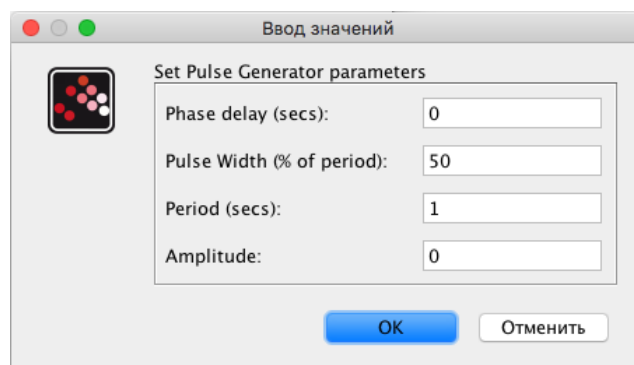 Ввод значений
Set Pulse Generator parameters
Phase delay (secs): 0
Pulse Width (% of period): 50
Period (secs): 1
Amplitude: 0
OK Отменить